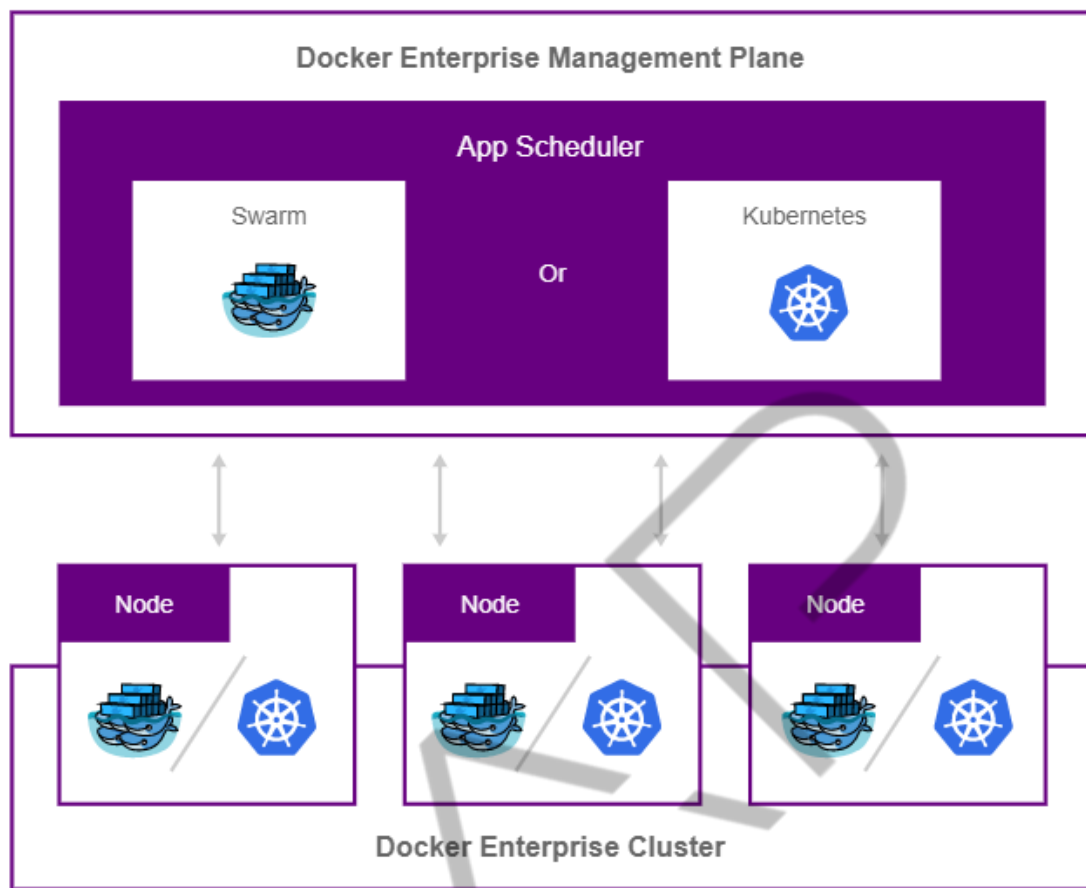 Docker Enterprise Management Plane
App Scheduler
Swarm
Or
Kubernetes
Node
Node
Node
Docker Enterprise Cluster